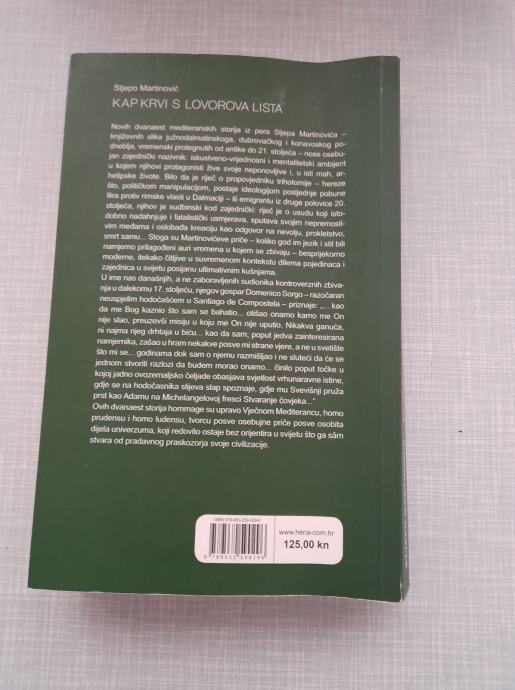 Stjepo Martinović
KAP KRVI S LOVOROVA LISTA
Novih dvanaest mediteranskih storija iz pera Stjepa Martinovića –
književnih slika južnodalmatinskoga, dubrovačkog i konavoskog po-
dneblja, vremenski protegnutih od antike do 21. stoljeća – nose osebu-
jan zajednički nazivnik: iskustveno-vrijednosni i mentalitetski ambijent
u kojem njihovi protagonisti žive svoje neponovljive i, u isti mah, ar-
hetipske živote. Bilo da je riječ o propovjedniku trihotomije – hereze
što, političkom manipulacijom, postaje ideologijom posljednje pobune
Ilira protiv rimske vlasti u Dalmaciji – ili emigrantu iz druge polovice 20.
stoljeća, njihov je sudbinski kod zajednički: riječ je o usudu koji isto-
dobno nadahnjuje i fatalistički usmjerava, sputava svojim nepremosti-
vim međama i oslobađa kreaciju kao odgovor na nevolju, prokletstvo,
smrt samu... Stoga su Martinovićeve priče – koliko god im jezik i stil bili
namjerno prilagođeni auri vremena u kojem se zbivaju – besprijekorno
moderne, itekako čitljive u suvremenom kontekstu dilema pojedinaca i
zajednica u svijetu posjanu ultimativnim kušnjama.
U ime nas današnjih, a ne zaboravljenih sudionika kontroverznih zbiva-
nja u dalekomu 17. stoljeću, njegov gospar Domenico Sorgo – razočaran
neuspjelim hodočašćem u Santiago de Compostela – priznaje: „... kao
da me Bog kaznio što sam se bahatio... otišao onamo kamo me On
nije slao, preuzevši misiju u koju me On nije uputio. Nikakva ganuća,
ni najma njeg drhtaja u biću... kao da sam, poput jedva zainteresirana
namjernika, zašao u hram nekakve posve mi strane vjere, a ne u svetište
što mi se... godinama dok sam o njemu razmišljao i ne sluteći da će se
jednom stvoriti razlozi da budem morao onamo... činilo poput točke u
kojoj jadno ovozemaljsko čeljade obasjava svjetlost vrhunaravne istine,
gdje se na hodočasnika slijeva slap spoznaje, gdje mu Svevišnji pruža
prst kao Adamu na Michelangelovoj fresci Stvaranje čovjeka..."
Ovih dvanaest storija hommage su upravo Vječnom Mediterancu, homo
prudensu i homo ludensu, tvorcu posve osebujne priče posve osobita
dijela univerzuma, koji redovito ostaje bez orijentira u svijetu što ga sâm
stvara od pradavnog praskozorja svoje civilizacije.
www.hena-com.hr
125,00 kn